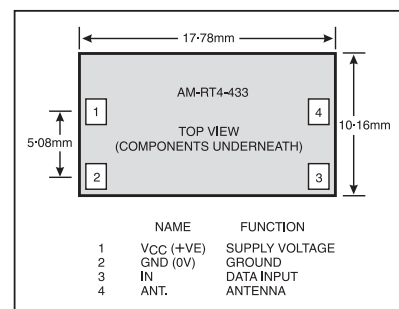 17·78mm
AM-RT4-433
1
4
5·08mm
TOP VIEW
10·16mm
(COMPONENTS UNDERNEATH)
2
3
NAME FUNCTION
1 VCC (+VE) SUPPLY VOLTAGE
2 GND (0V) GROUND
3 IN DATA INPUT
4 ANT. ANTENNA